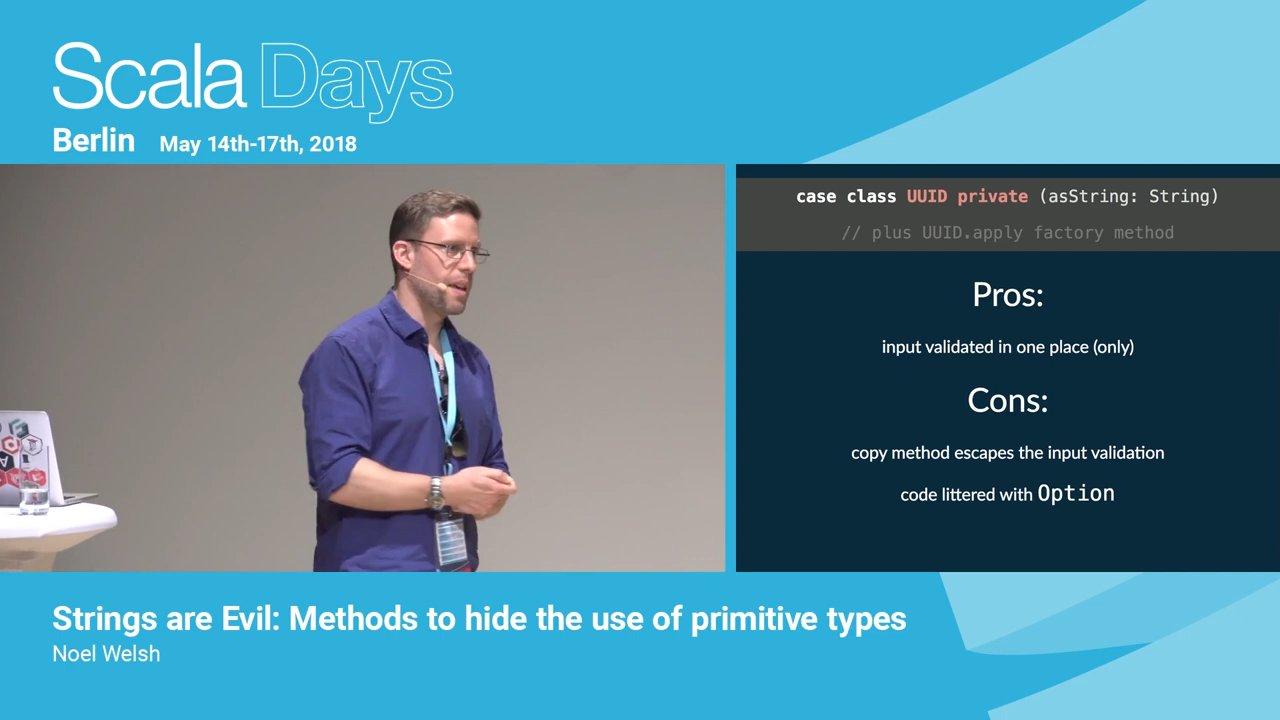 Scala Days
Berlin May 14th-17th, 2018
case class UUID private (asString: String)
// plus UUID.apply factory method
Pros:
input validated in one place (only)
Cons:
copy method escapes the input validation
code littered with Option
Strings are Evil: Methods to hide the use of primitive types
Noel Welsh